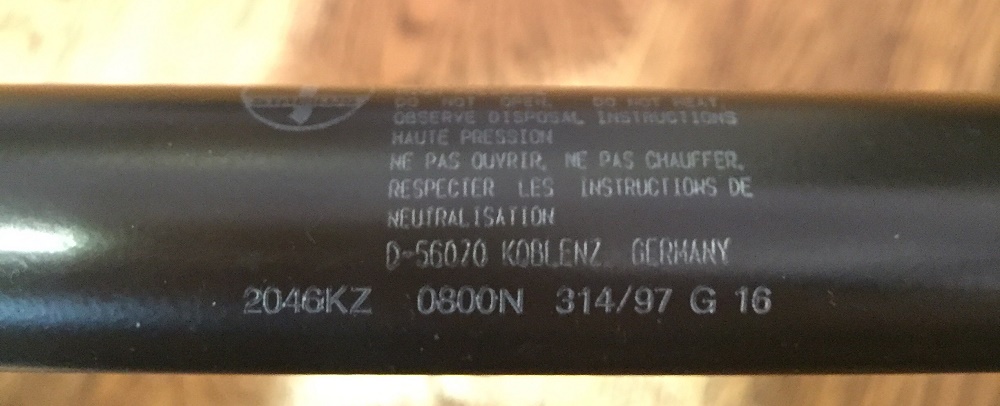 DO NOT OPEN. DO NOT HEAT.
OBSERVE DISPOSAL INSTRUCTIONS
HAUTE PRESSION
NE PAS OUVRIR. NE PAS CHAUFFER.
RESPECTER LES INSTRUCTIONS DE
NEUTRALISATION
D-56070 KOBLENZ GERMANY
2046KZ 0800N 314/97 G 16